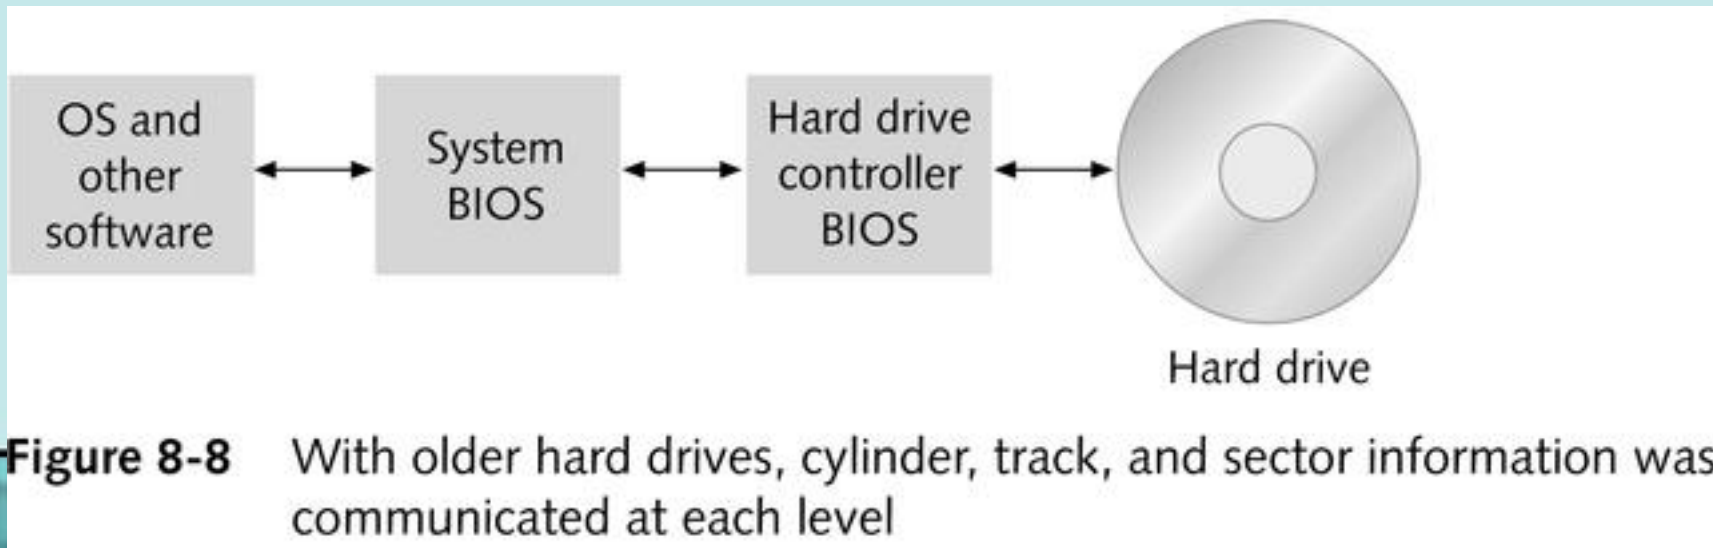 OS and
other
software
System
BIOS
Hard drive
controller
BIOS
Hard drive
Figure 8-8 With older hard drives, cylinder, track, and sector information was
communicated at each level